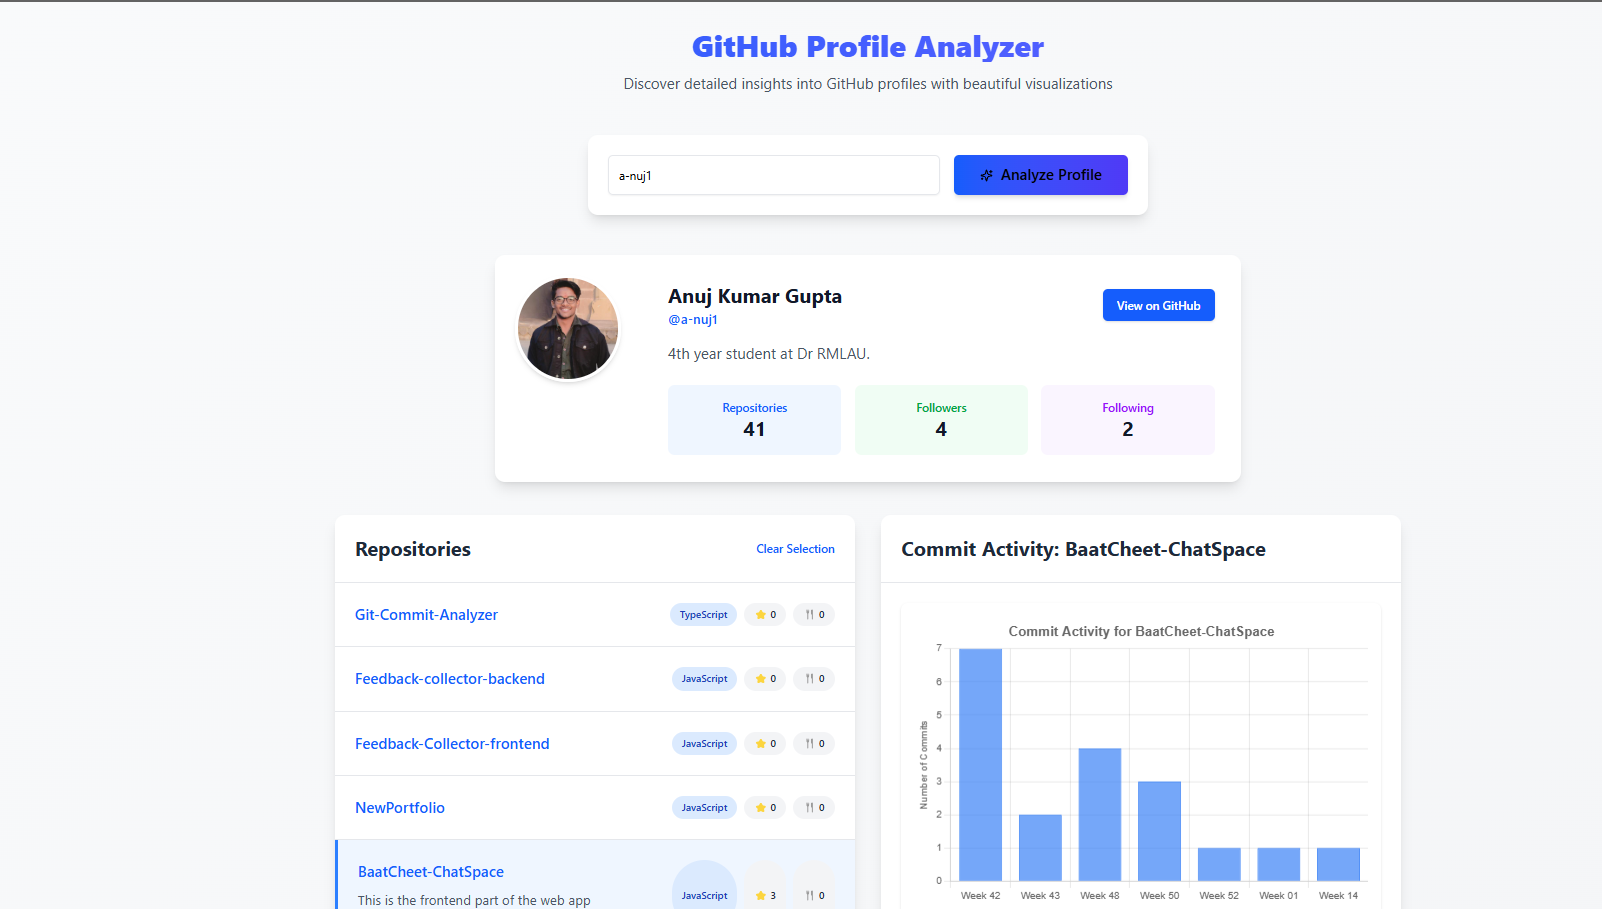 GitHub Profile Analyzer
Discover detailed insights into GitHub profiles with beautiful visualizations
a-nuj1
Analyze Profile
Anuj Kumar Gupta
@a-nuj1
View on GitHub
4th year student at Dr RMLAU.
Repositories
41
Followers
4
Following
2
Repositories
Clear Selection
Git-Commit-Analyzer
TypeScript
0
0
Feedback-collector-backend
JavaScript
0
0
Feedback-Collector-frontend
JavaScript
0
0
NewPortfolio
JavaScript
0
0
BaatCheet-ChatSpace
This is the frontend part of the web app
JavaScript
3
0
Commit Activity: BaatCheet-ChatSpace
Commit Activity for BaatCheet-ChatSpace
Number of Commits
7
6
5
4
3
2
1
0
Week 42
Week 43
Week 48
Week 50
Week 52
Week 01
Week 14